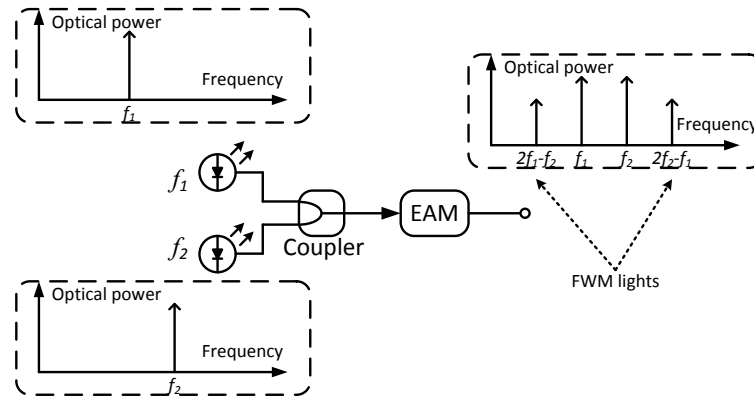 Optical power
Frequency
f₁
Optical power
Frequency
2f₁-f₂ f₁ f₂ 2f₂-f₁
f₁
f₂
Coupler
EAM
FWM lights
Optical power
Frequency
f₂